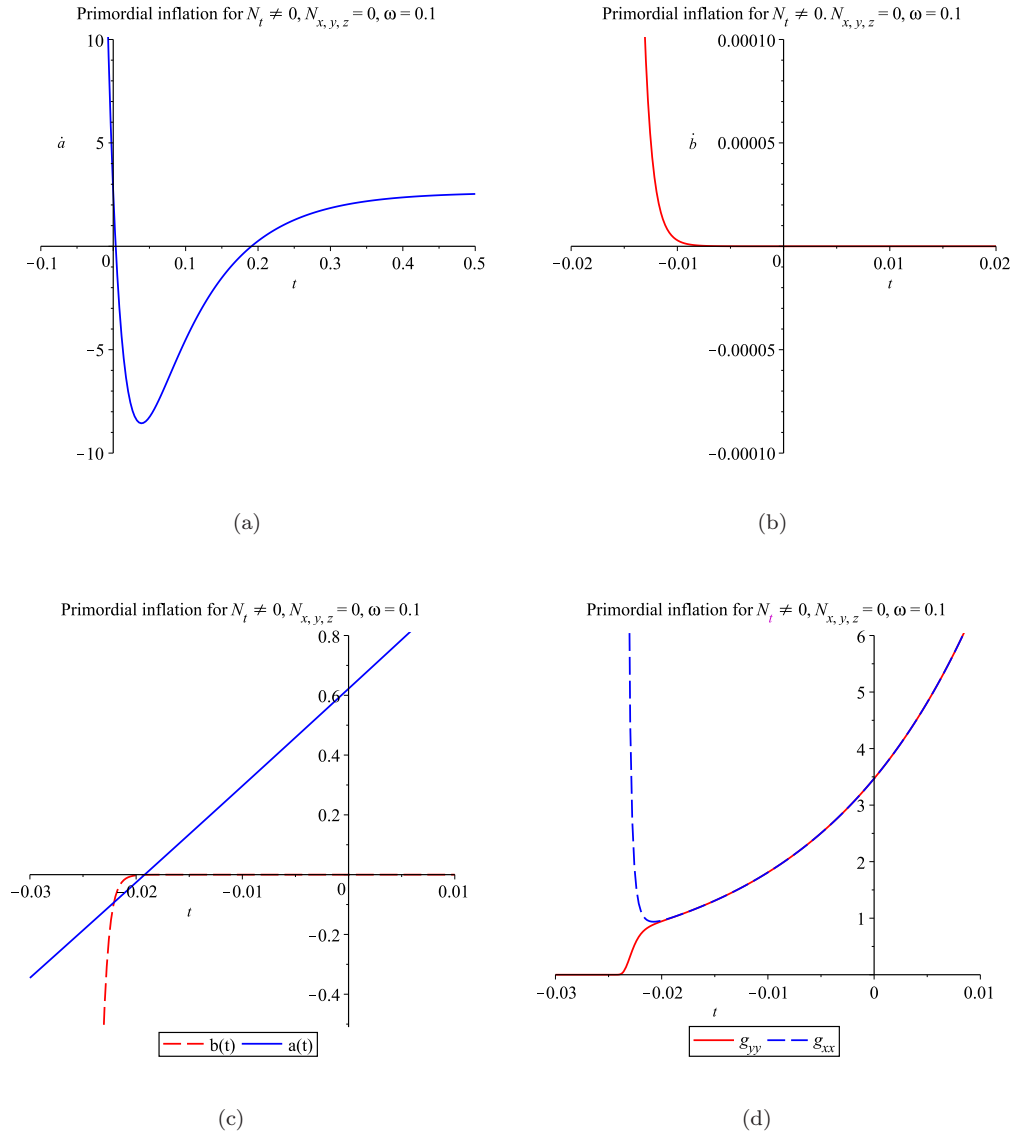 Primordial inflation for N_t ≠ 0, N_{x, y, z} = 0, ω = 0.1
10
5
ȧ
−0.1 0 0.1 0.2 0.3 0.4 0.5
t
−5
−10
(a)
Primordial inflation for N_t ≠ 0. N_{x, y, z} = 0, ω = 0.1
0.00010
ḃ 0.00005
−0.02 −0.01 0 0.01 0.02
t
−0.00005
−0.00010
(b)
Primordial inflation for N_t ≠ 0, N_{x, y, z} = 0, ω = 0.1
0.8
0.6
0.4
0.2
−0.03 −0.02 −0.01 0 0.01
t
−0.2
−0.4
b(t) a(t)
(c)
Primordial inflation for N_t ≠ 0, N_{x, y, z} = 0, ω = 0.1
6
5
4
3
2
1
−0.03 −0.02 −0.01 0 0.01
t
g_{yy} g_{xx}
(d)